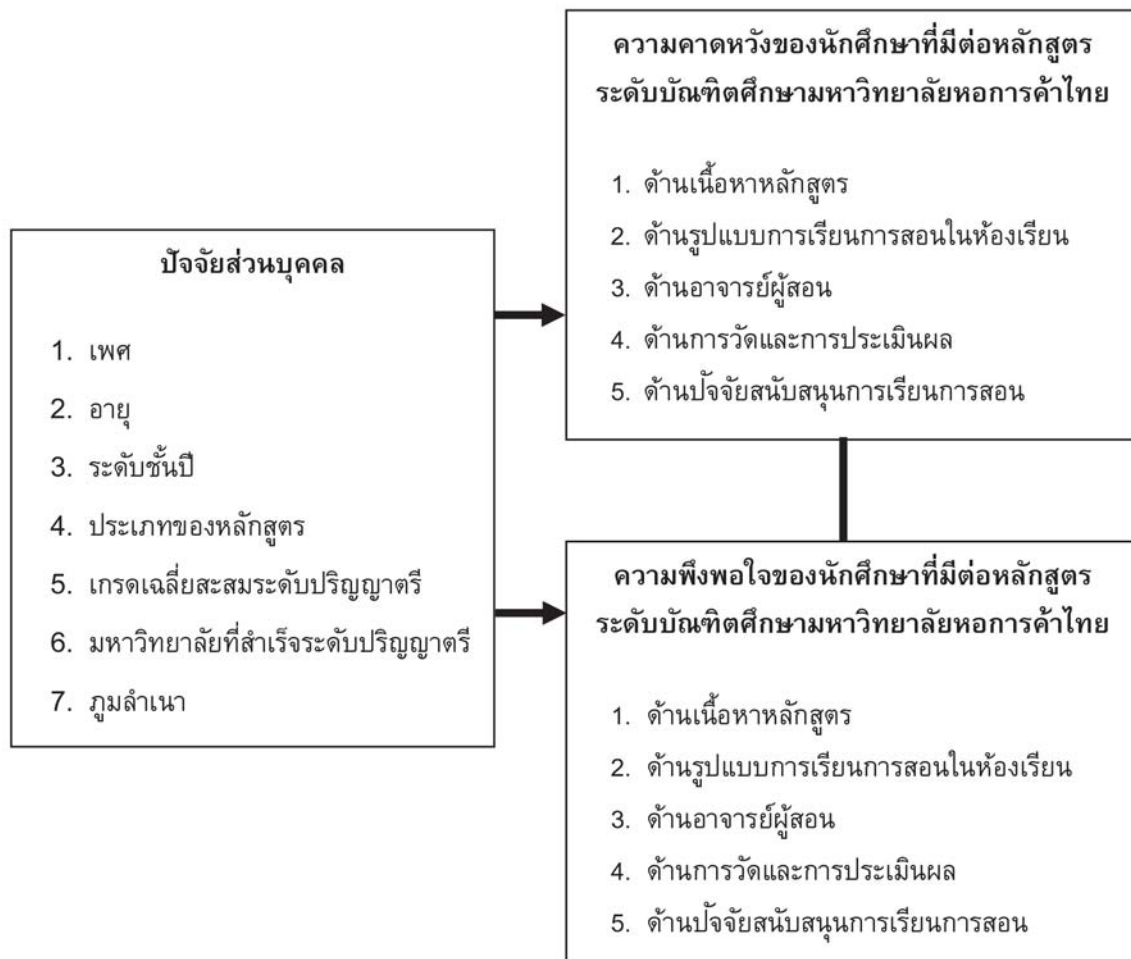 ปัจจัยส่วนบุคคล
1. เพศ
2. อายุ
3. ระดับชั้นปี
4. ประเภทของหลักสูตร
5. เกรดเฉลี่ยสะสมระดับปริญญาตรี
6. มหาวิทยาลัยที่สำเร็จระดับปริญญาตรี
7. ภูมลำเนา
ความคาดหวังของนักศึกษาที่มีต่อหลักสูตร
ระดับบัณฑิตศึกษามหาวิทยาลัยหอการค้าไทย
1. ด้านเนื้อหาหลักสูตร
2. ด้านรูปแบบการเรียนการสอนในห้องเรียน
3. ด้านอาจารย์ผู้สอน
4. ด้านการวัดและการประเมินผล
5. ด้านปัจจัยสนับสนุนการเรียนการสอน
ความพึงพอใจของนักศึกษาที่มีต่อหลักสูตร
ระดับบัณฑิตศึกษามหาวิทยาลัยหอการค้าไทย
1. ด้านเนื้อหาหลักสูตร
2. ด้านรูปแบบการเรียนการสอนในห้องเรียน
3. ด้านอาจารย์ผู้สอน
4. ด้านการวัดและการประเมินผล
5. ด้านปัจจัยสนับสนุนการเรียนการสอน